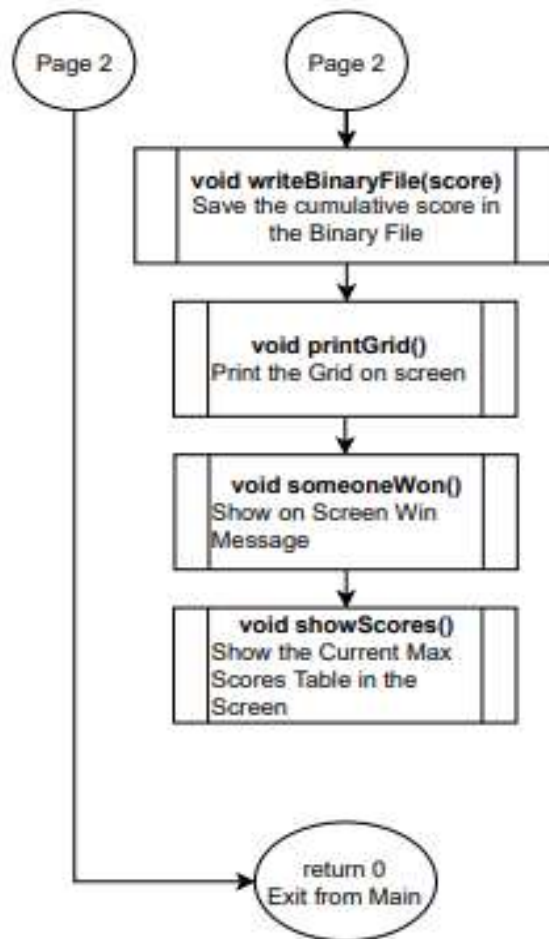 Page 2
Page 2
void writeBinaryFile(score)
Save the cumulative score in
the Binary File
void printGrid()
Print the Grid on screen
void someoneWon()
Show on Screen Win
Message
void showScores()
Show the Current Max
Scores Table in the
Screen
return 0
Exit from Main